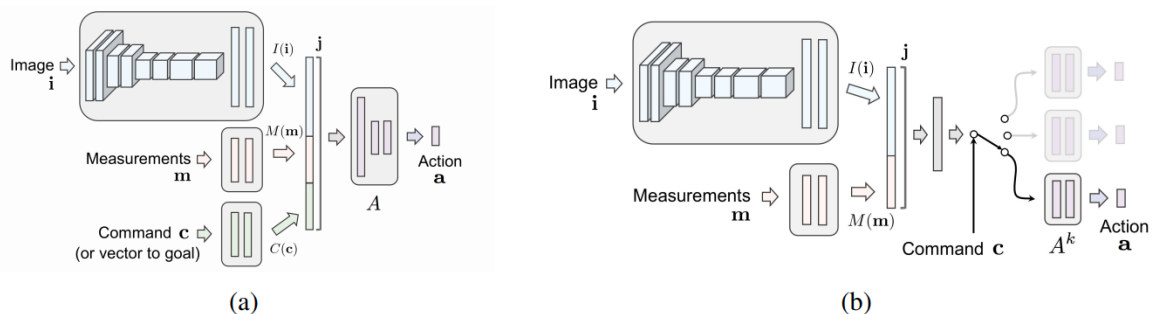 Image
i
I(i)
j
Measurements
m
M(m)
Command c
(or vector to goal)
C(c)
A
Action
a
(a)
Image
i
I(i)
j
Measurements
m
M(m)
Command c
A^k
Action
a
(b)